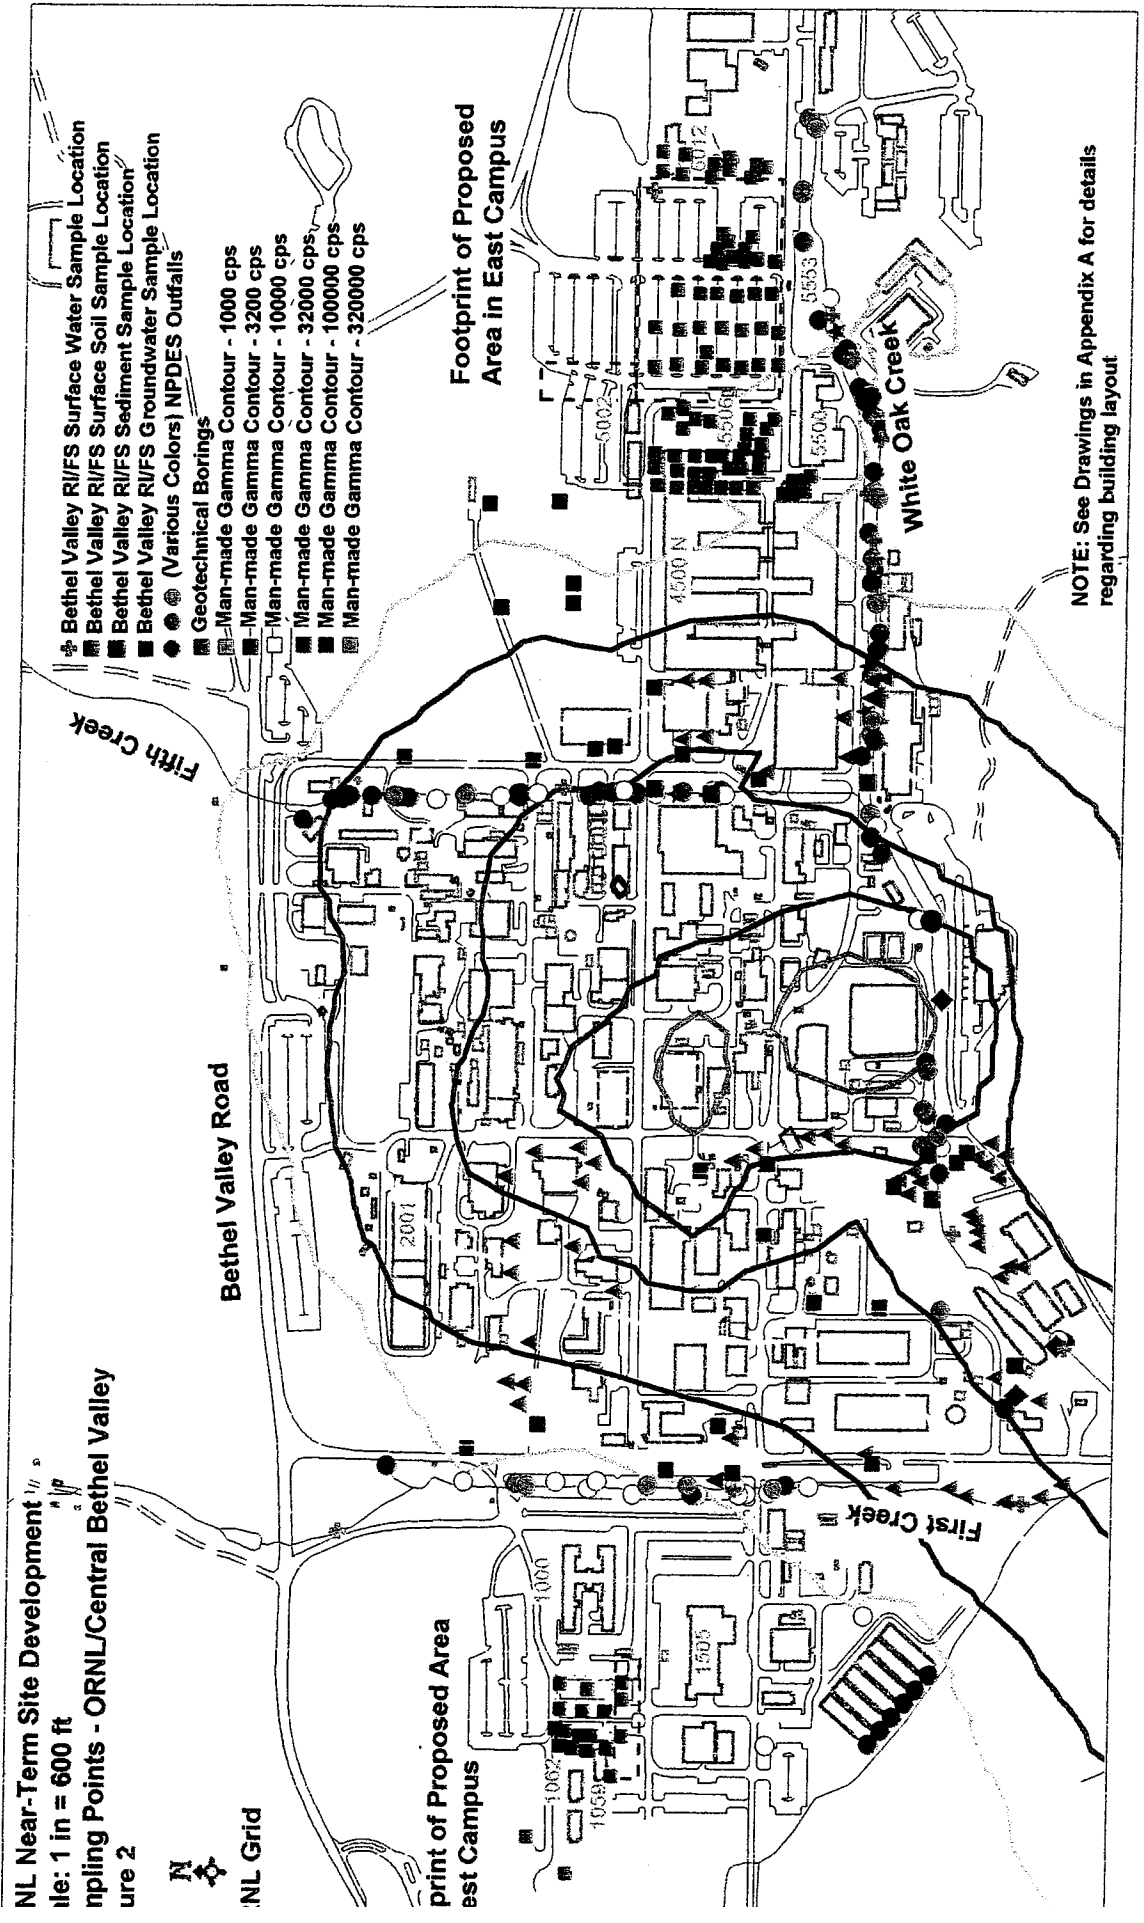 NL Near-Term Site Development
ale: 1 in = 600 ft
mpling Points - ORNL/Central Bethel Valley
ure 2
N
NL Grid
print of Proposed Area
est Campus
Bethel Valley Road
Fifth Creek
Bethel Valley RI/FS Surface Water Sample Location
Bethel Valley RI/FS Surface Soil Sample Location
Bethel Valley RI/FS Sediment Sample Location
Bethel Valley RI/FS Groundwater Sample Location
(Various Colors) NPDES Outfalls
Geotechnical Borings
Man-made Gamma Contour - 1000 cps
Man-made Gamma Contour - 3200 cps
Man-made Gamma Contour - 10000 cps
Man-made Gamma Contour - 32000 cps
Man-made Gamma Contour - 100000 cps
Man-made Gamma Contour - 320000 cps
Footprint of Proposed
Area in East Campus
1062
1059
1000
1505
2001
4500 N
5002
5506
5500
5553
5012
First Creek
White Oak Creek
NOTE: See Drawings in Appendix A for details
regarding building layout